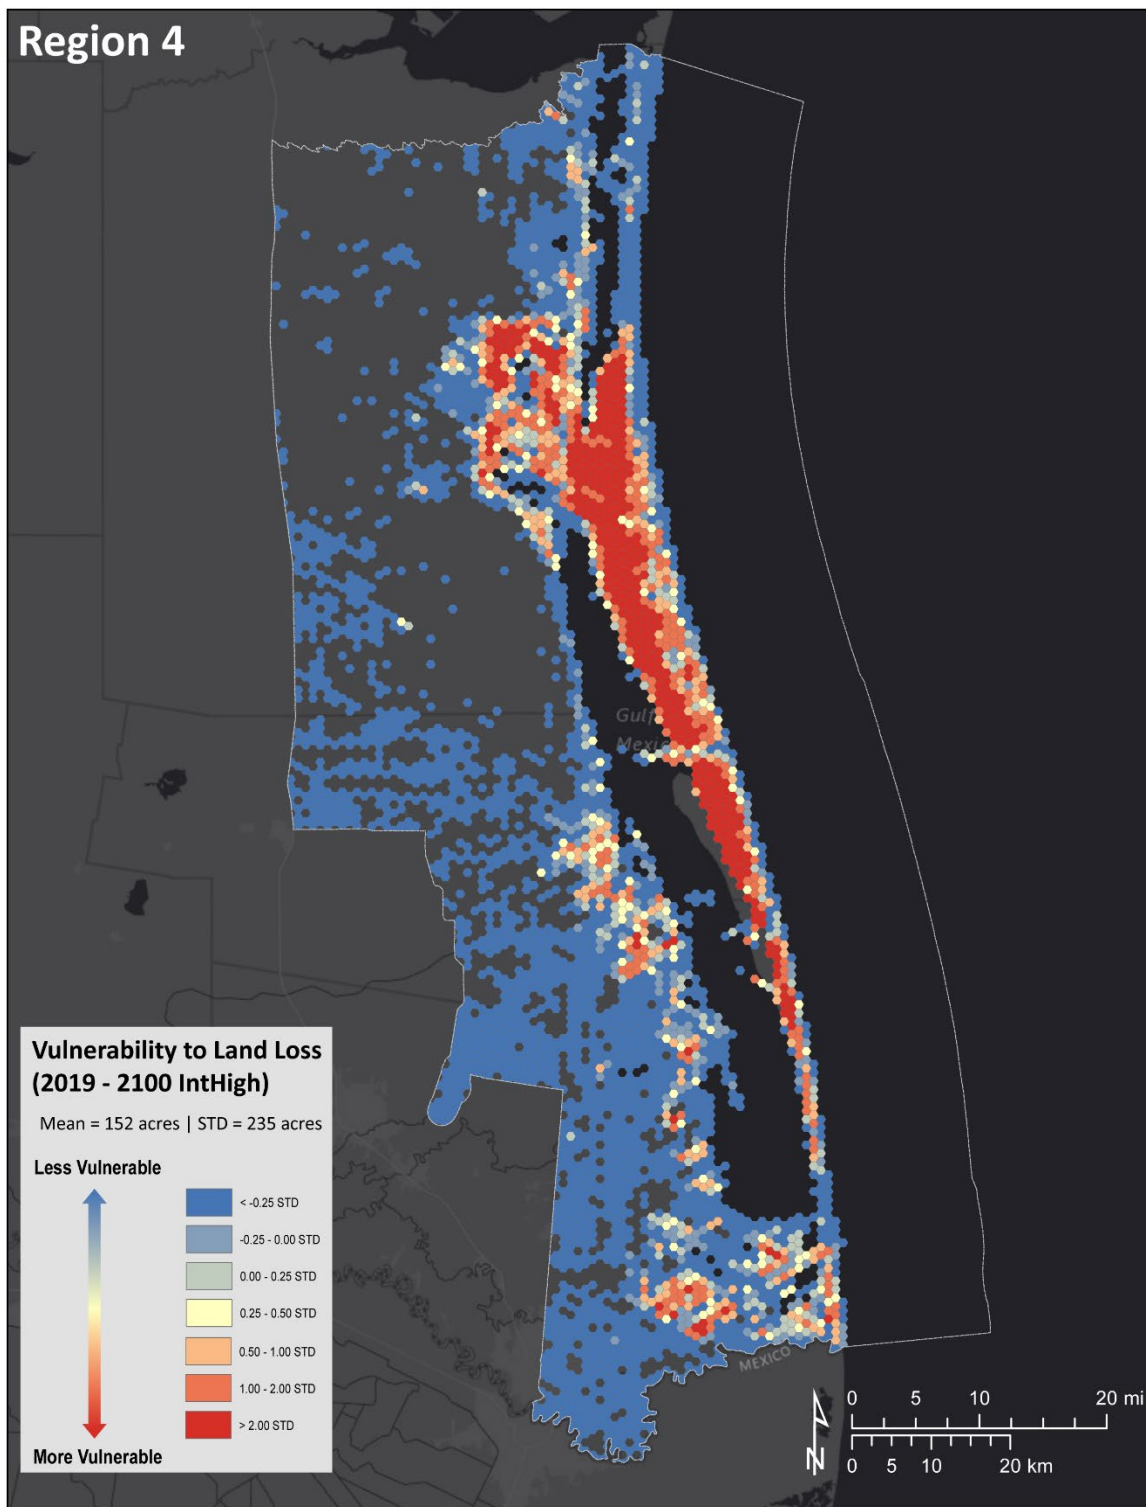 Region 4
Gulf
Mexic
Vulnerability to Land Loss
(2019 - 2100 IntHigh)
Mean = 152 acres | STD = 235 acres
Less Vulnerable
< -0.25 STD
-0.25 - 0.00 STD
0.00 - 0.25 STD
0.25 - 0.50 STD
0.50 - 1.00 STD
1.00 - 2.00 STD
> 2.00 STD
More Vulnerable
MEXICO
N
0 5 10 20 mi
0 5 10 20 km